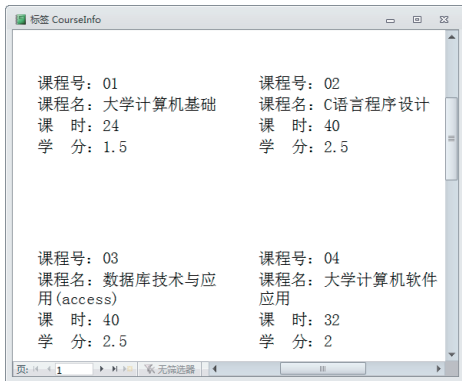 标签 CourseInfo
课程号：01
课程名：大学计算机基础
课　时：24
学　分：1.5
课程号：02
课程名：C语言程序设计
课　时：40
学　分：2.5
课程号：03
课程名：数据库技术与应
用(access)
课　时：40
学　分：2.5
课程号：04
课程名：大学计算机软件
应用
课　时：32
学　分：2
页: 1 无筛选器